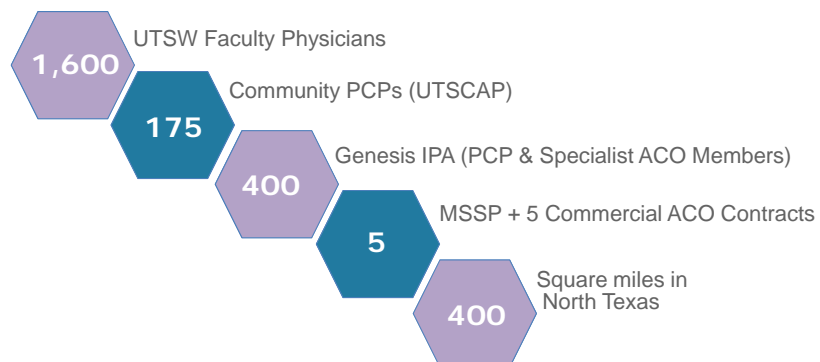 UTSW Faculty Physicians
1,600
Community PCPs (UTSCAP)
175
Genesis IPA (PCP & Specialist ACO Members)
400
MSSP + 5 Commercial ACO Contracts
5
Square miles in
North Texas
400